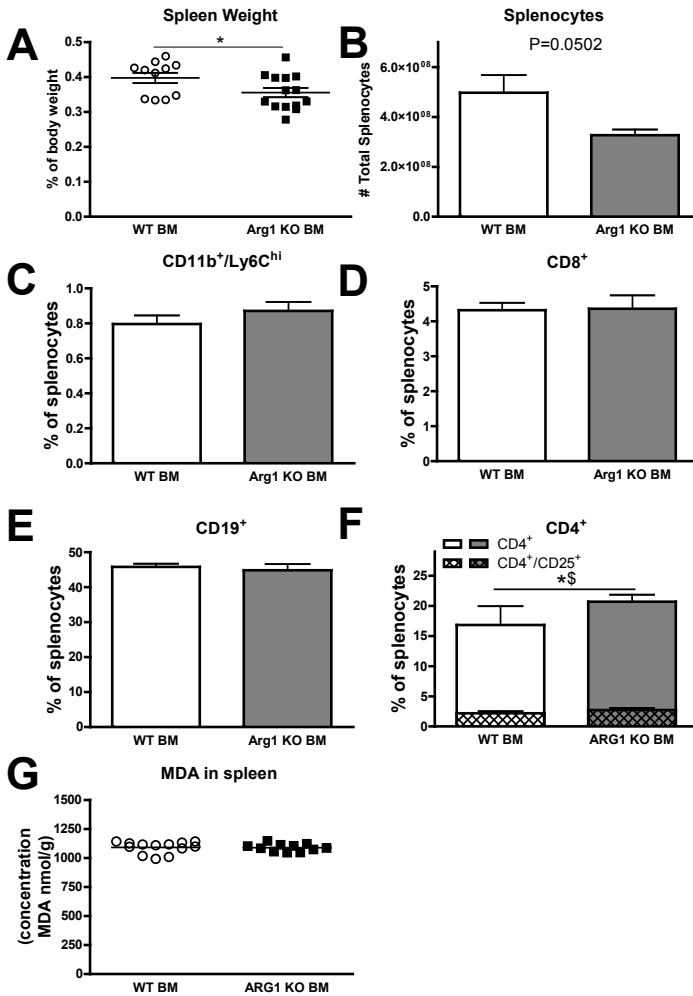 A
Spleen Weight
*
% of body weight
0.5
0.4
0.3
0.2
0.1
0.0
WT BM
Arg1 KO BM
B
Splenocytes
P=0.0502
# Total Splenocytes
6.0×10⁰⁸
4.0×10⁰⁸
2.0×10⁰⁸
0.0
WT BM
Arg1 KO BM
C
CD11b⁺/Ly6Cʰⁱ
% of splenocytes
1.0
0.8
0.6
0.4
0.2
0.0
WT BM
Arg1 KO BM
D
CD8⁺
% of splenocytes
5
4
3
2
1
0
WT BM
Arg1 KO BM
E
CD19⁺
% of splenocytes
50
40
30
20
10
0
WT BM
Arg1 KO BM
F
CD4⁺
CD4⁺
CD4⁺/CD25⁺
*$
% of splenocytes
25
20
15
10
5
0
WT BM
ARG1 KO BM
G
MDA in spleen
(concentration
MDA nmol/g)
1500
1250
1000
750
500
250
0
WT BM
ARG1 KO BM